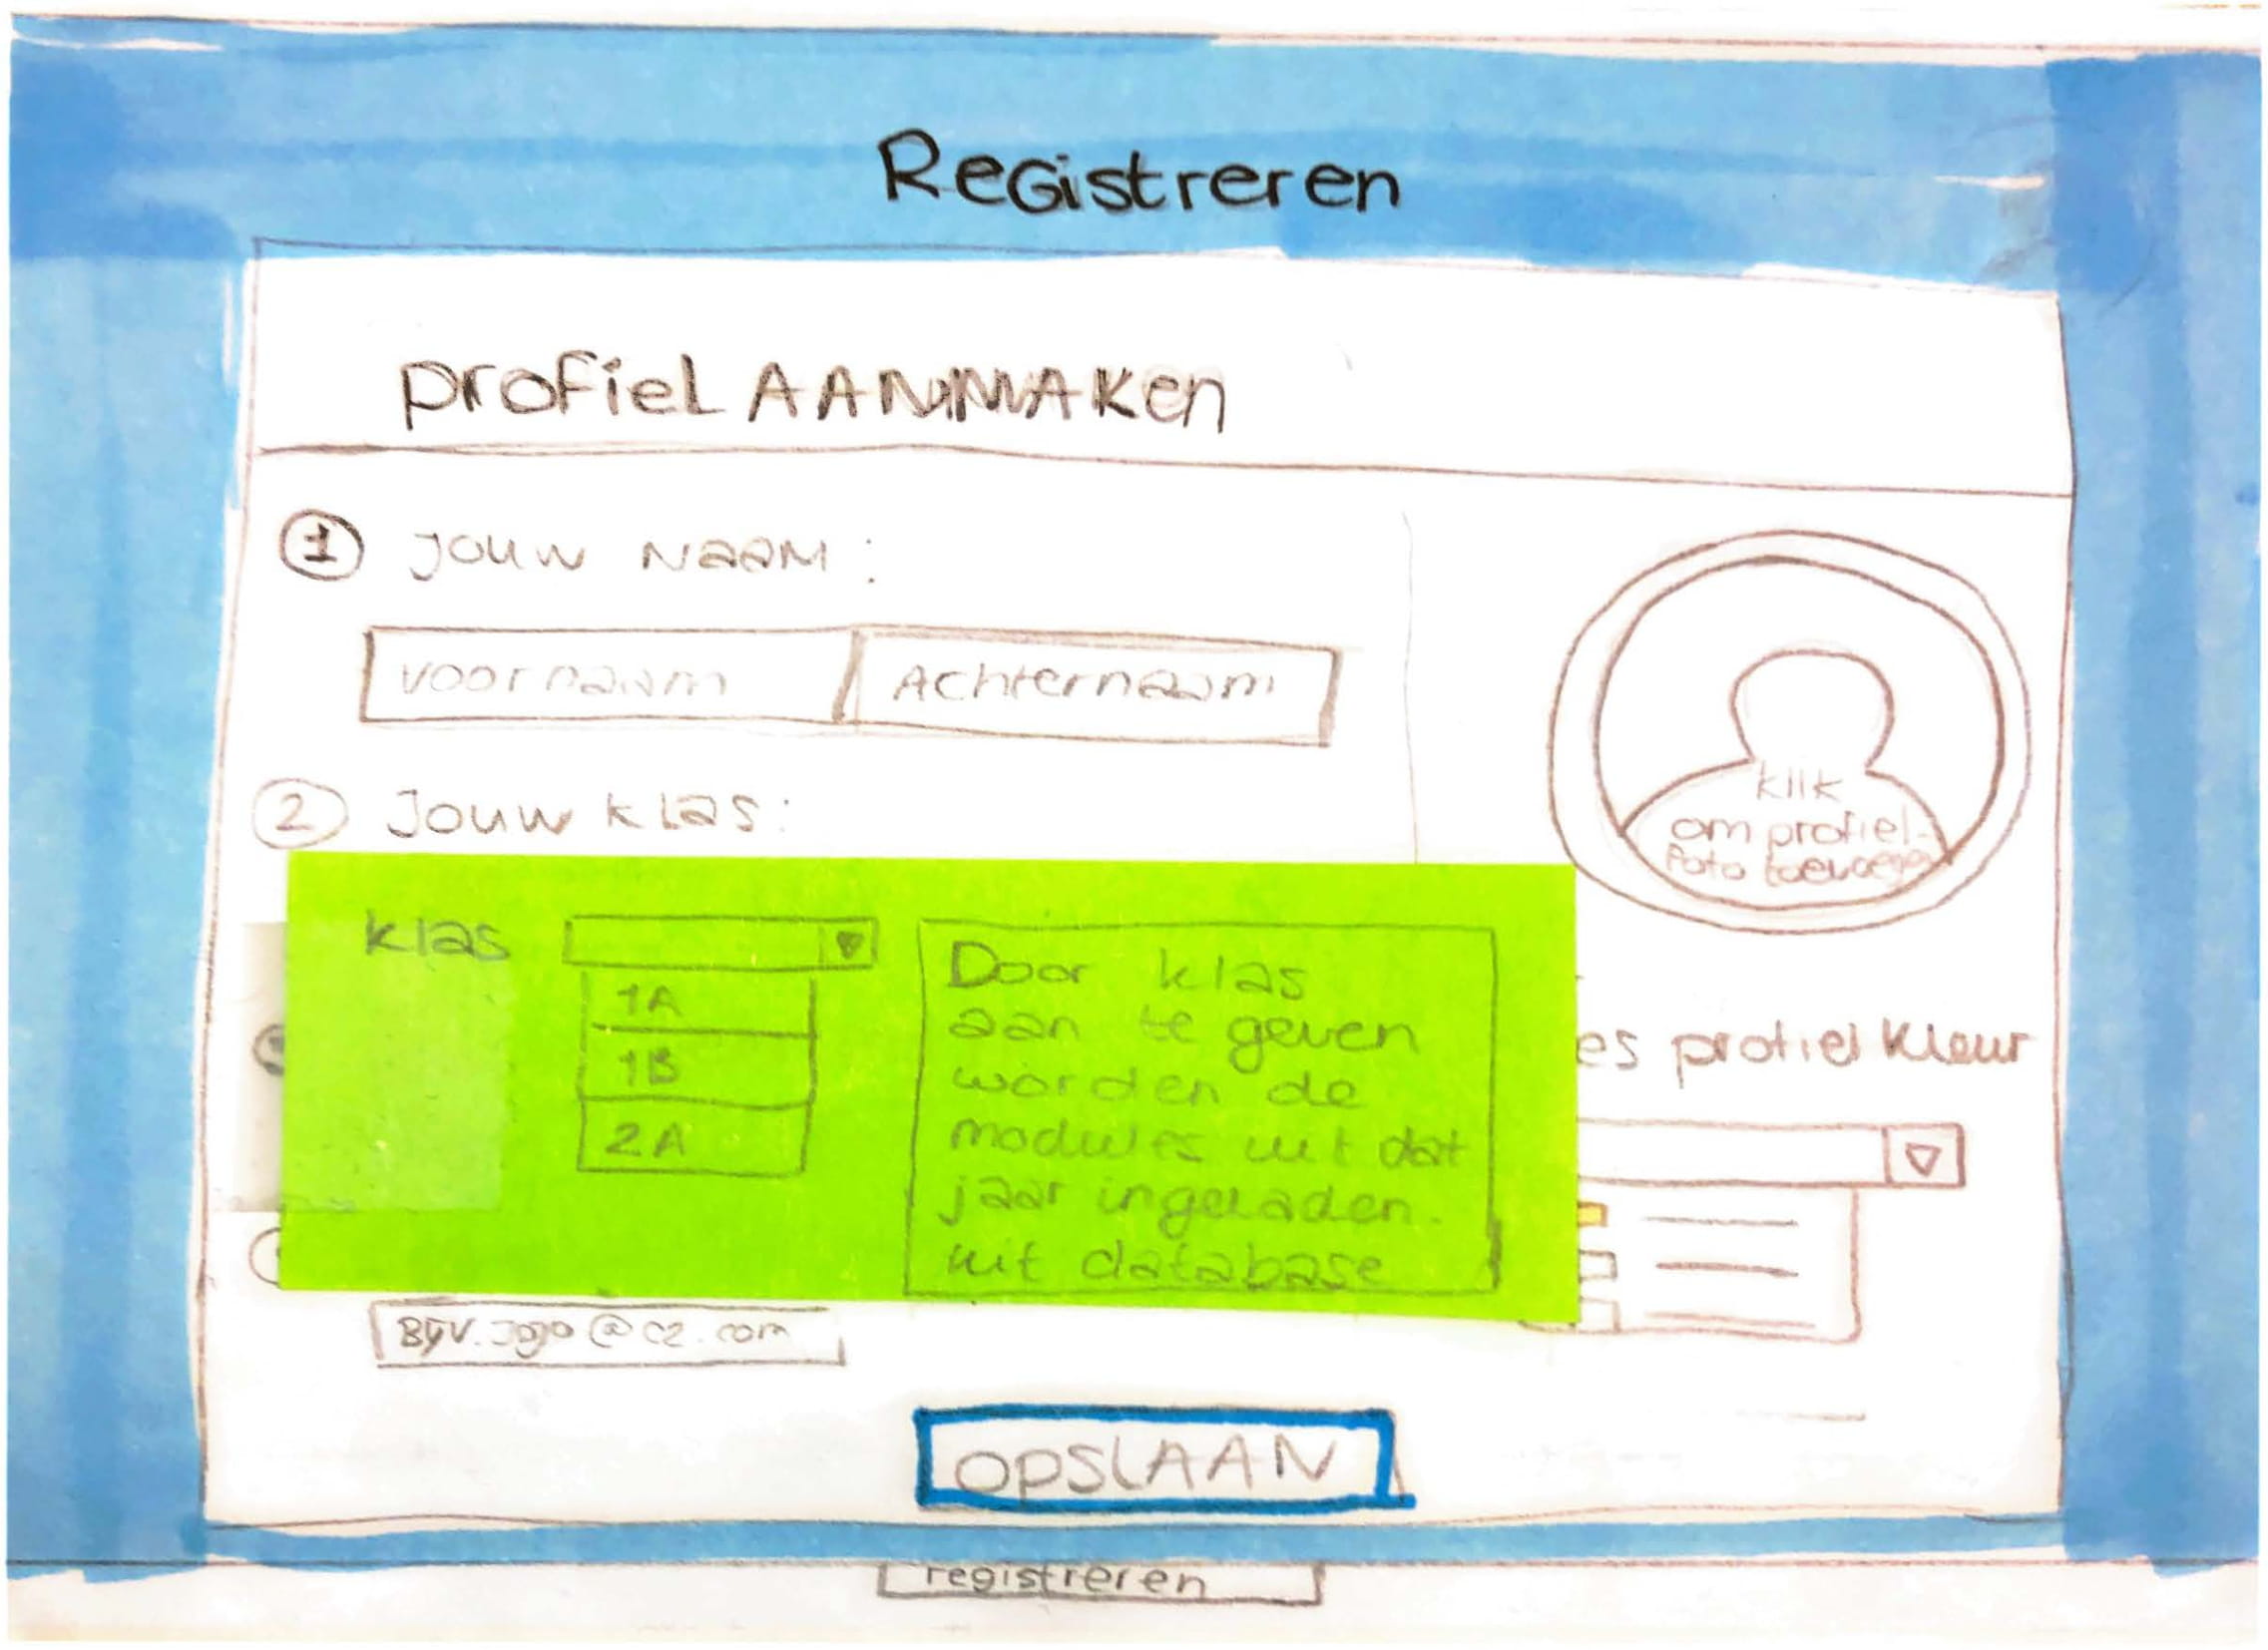 Registreren
profiel AANMAKEN
1 Jouw NAAM:
voornaam Achternaam
2 Jouw klas:
klik
om profiel-
foto toevoegen
klas
1A
1B
2A
Door klas
aan te geven
worden de
modules uit dat
jaar ingeladen.
uit database
es profiel kleur
BijV. Jojo@cz.com
OPSLAAN
registreren